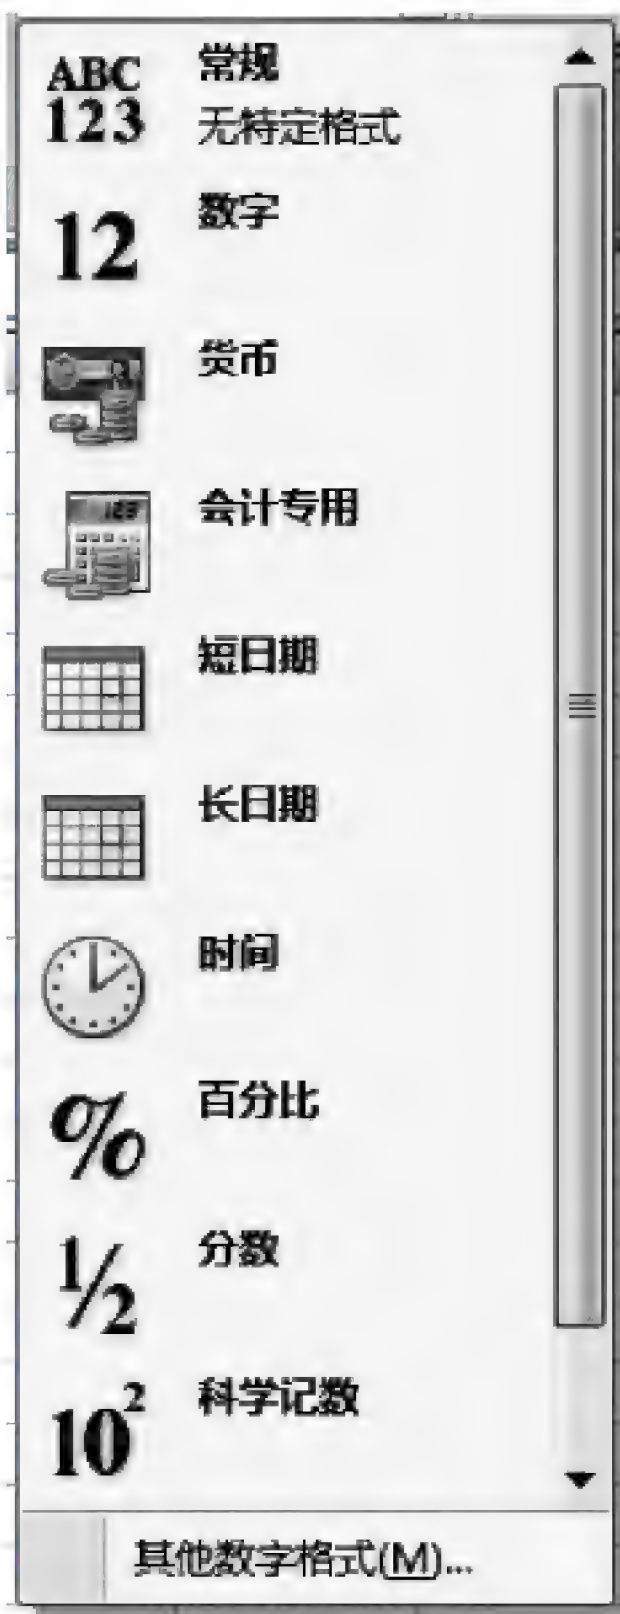 ABC
123
常规
无特定格式
12
数字
货币
123
会计专用
短日期
长日期
时间
%
百分比
1/2
分数
10²
科学记数
其他数字格式(M)...